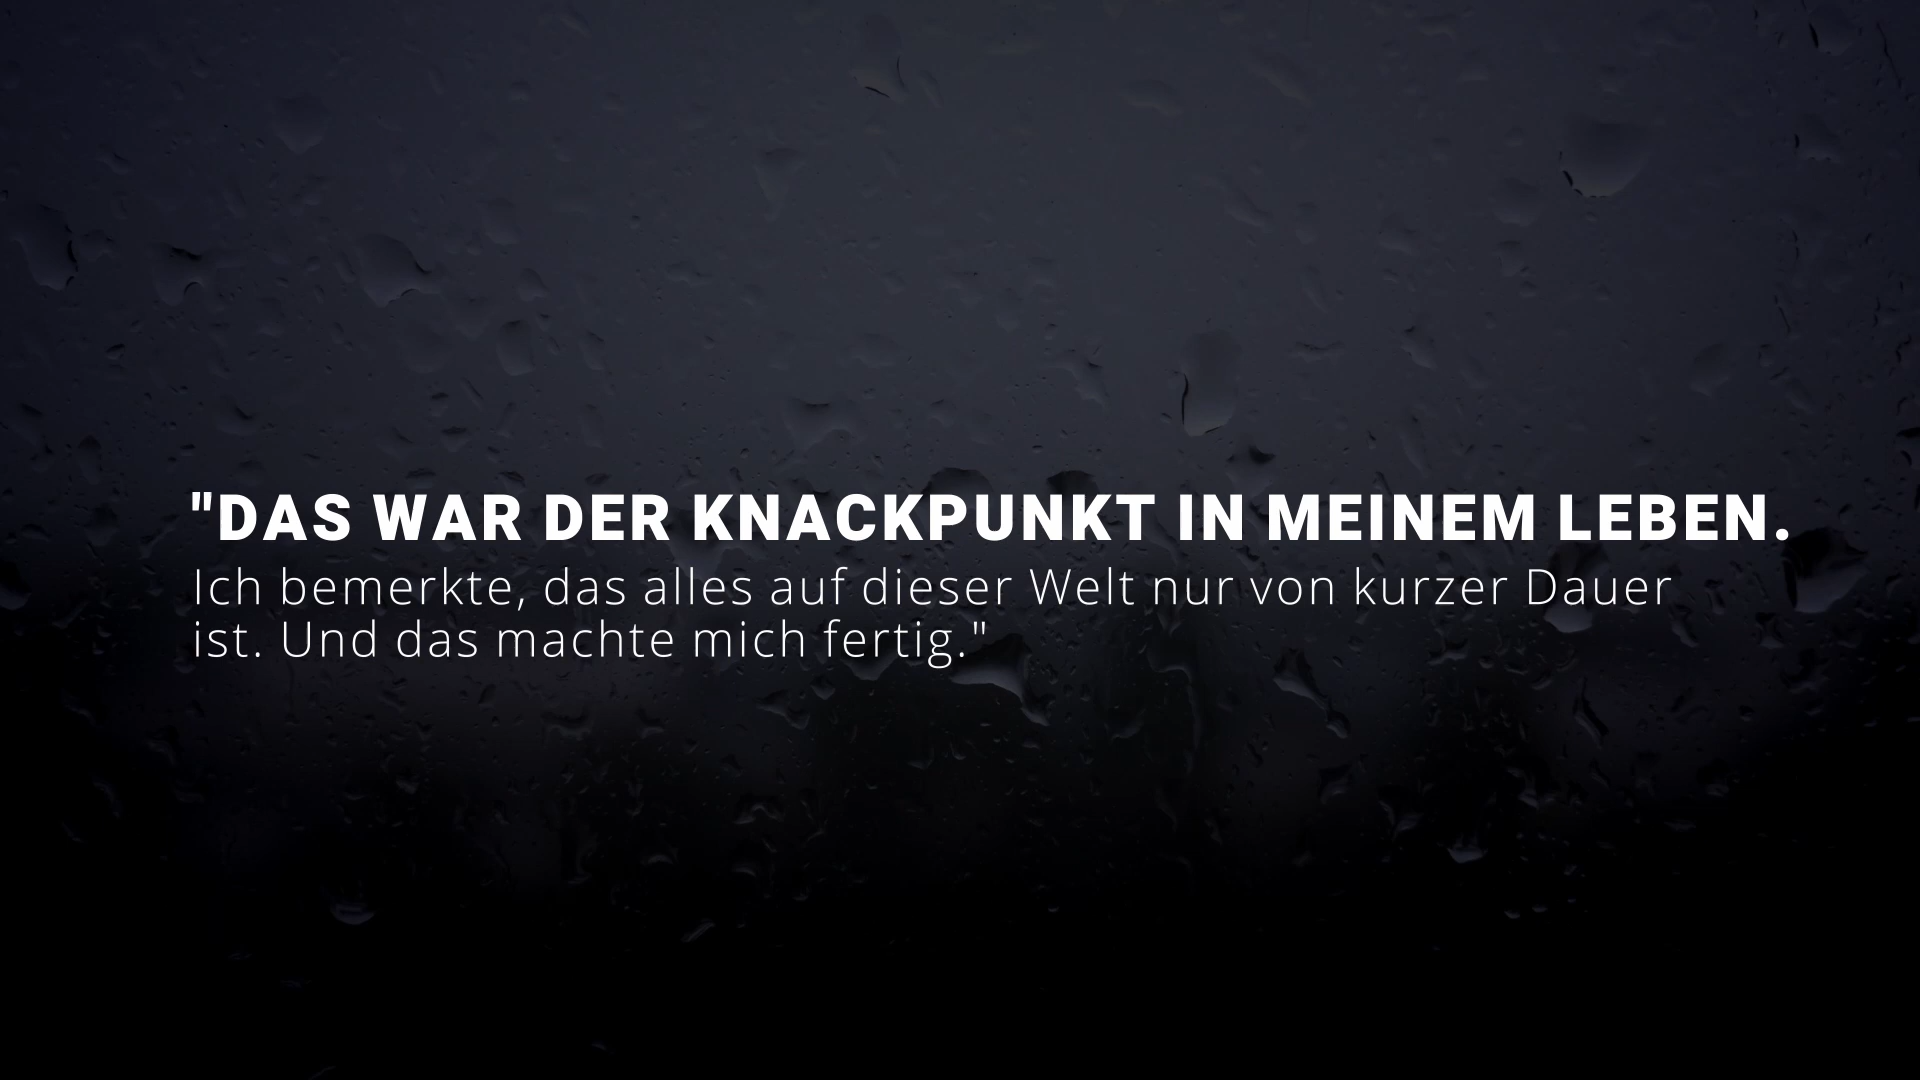 "DAS WAR DER KNACKPUNKT IN MEINEM LEBEN.
Ich bemerkte, das alles auf dieser Welt nur von kurzer Dauer
ist. Und das machte mich fertig."